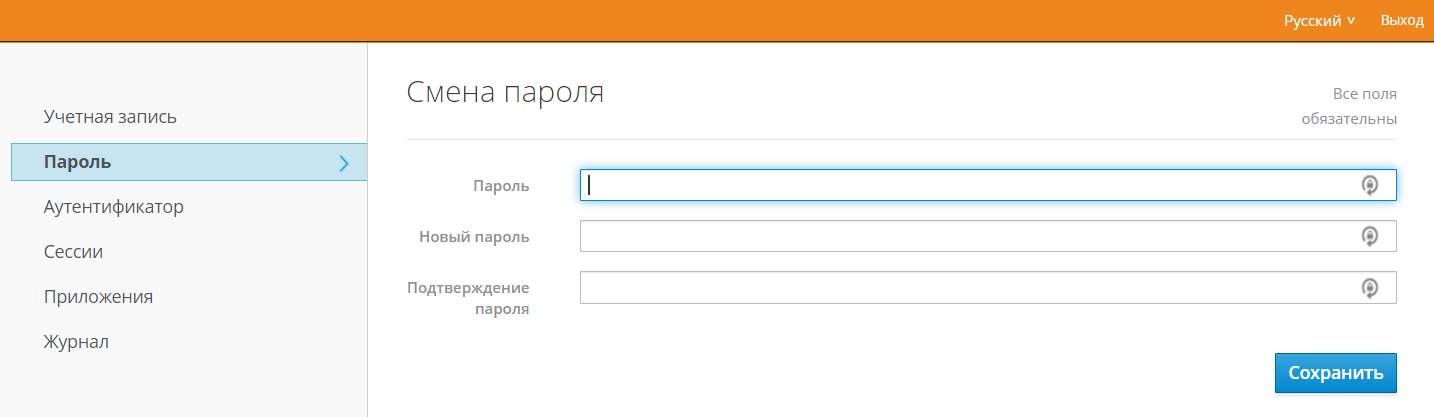 Русский ˅
Выход
Учетная запись
Пароль
Аутентификатор
Сессии
Приложения
Журнал
Смена пароля
Все поля
обязательны
Пароль
Новый пароль
Подтверждение
пароля
Сохранить